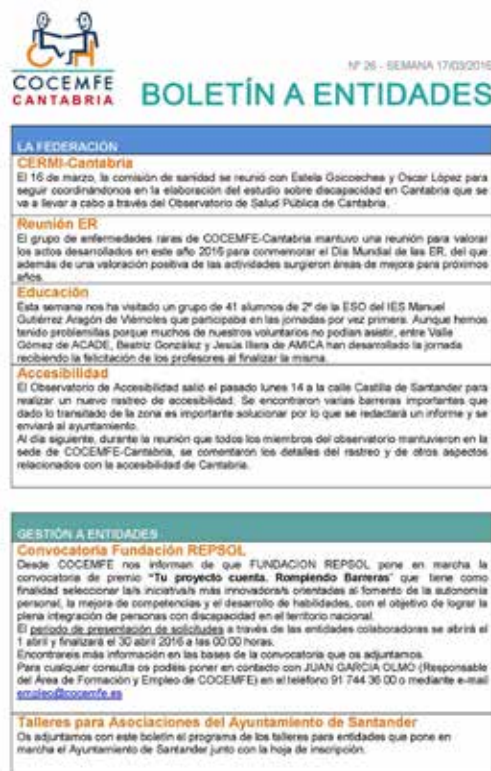 COCEMFE
CANTABRIA
Nº 26 - SEMANA 17/03/2016
BOLETÍN A ENTIDADES
LA FEDERACIÓN
CERMI-Cantabria
El 16 de marzo, la comisión de sanidad se reunió con Estela Goicoechea y Oscar López para
seguir coordinándonos en la elaboración del estudio sobre discapacidad en Cantabria que se
va a llevar a cabo a través del Observatorio de Salud Pública de Cantabria.
Reunión ER
El grupo de enfermedades raras de COCEMFE-Cantabria mantuvo una reunión para valorar
los actos desarrollados en este año 2016 para conmemorar el Día Mundial de las ER, del que
además de una valoración positiva de las actividades surgieron áreas de mejora para próximos
años.
Educación
Esta semana nos ha visitado un grupo de 41 alumnos de 2º de la ESO del IES Manuel
Gutiérrez Aragón de Viérnoles que participaba en las jornadas por vez primera. Aunque hemos
tenido problemillas porque muchos de nuestros voluntarios no podían asistir, entre Valle
Gómez de ACADE, Beatriz González y Jesús Illera de AMICA han desarrollado la jornada
recibiendo la felicitación de los profesores al finalizar la misma.
Accesibilidad
El Observatorio de Accesibilidad salió el pasado lunes 14 a la calle Castilla de Santander para
realizar un nuevo rastreo de accesibilidad. Se encontraron varias barreras importantes que
dado lo transitado de la zona es importante solucionar por lo que se redactará un informe y se
enviará al ayuntamiento.
Al día siguiente, durante la reunión que todos los miembros del observatorio mantuvieron en la
sede de COCEMFE-Cantabria, se comentaron los detalles del rastreo y de otros aspectos
relacionados con la accesibilidad de Cantabria.
GESTIÓN A ENTIDADES
Convocatoria Fundación REPSOL
Desde COCEMFE nos informan de que FUNDACION REPSOL pone en marcha la
convocatoria de premio "Tu proyecto cuenta. Rompiendo Barreras" que tiene como
finalidad seleccionar la/s iniciativa/s más innovadora/s orientadas al fomento de la autonomía
personal, la mejora de competencias y el desarrollo de habilidades, con el objetivo de lograr la
plena integración de personas con discapacidad en el territorio nacional.
El periodo de presentación de solicitudes a través de las entidades colaboradoras se abrirá el
1 abril y finalizará el 30 abril 2016 a las 00:00 horas.
Encontrareis más información en las bases de la convocatoria que os adjuntamos.
Para cualquier consulta os podéis poner en contacto con JUAN GARCIA OLMO (Responsable
del Área de Formación y Empleo de COCEMFE) en el teléfono 91 744 36 00 o mediante e-mail
empleo@cocemfe.es
Talleres para Asociaciones del Ayuntamiento de Santander
Os adjuntamos con este boletín el programa de los talleres para entidades que pone en
marcha el Ayuntamiento de Santander junto con la hoja de inscripción.